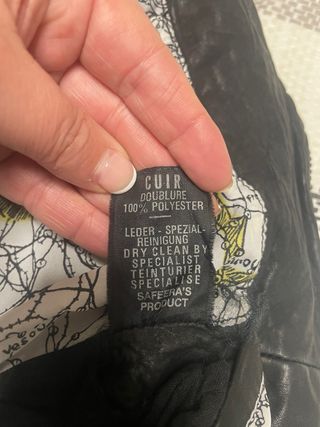 CUIR
DOUBLURE
100% POLYESTER
LEDER - SPEZIAL-
REINIGUNG
DRY CLEAN BY
SPECIALIST
TEINTURIER
SPECIALISE
SAFEERA'S
PRODUCT